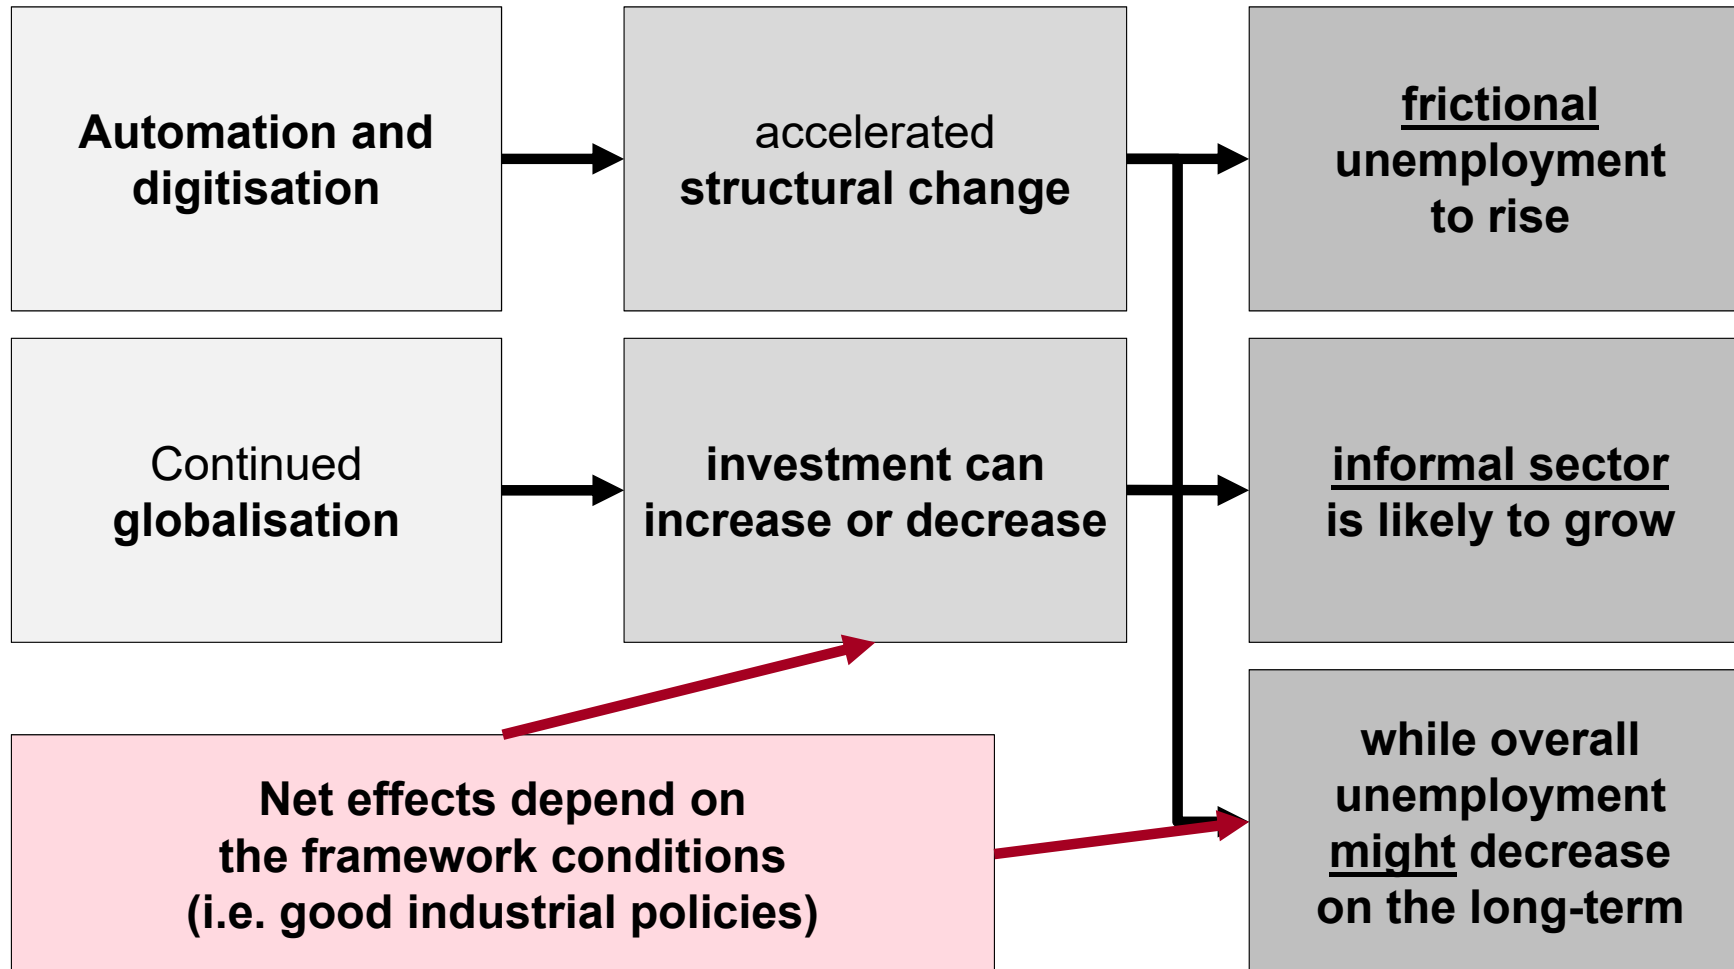 Automation and
digitisation
accelerated
structural change
frictional
unemployment
to rise
Continued
globalisation
investment can
increase or decrease
informal sector
is likely to grow
Net effects depend on
the framework conditions
(i.e. good industrial policies)
while overall
unemployment
might decrease
on the long-term